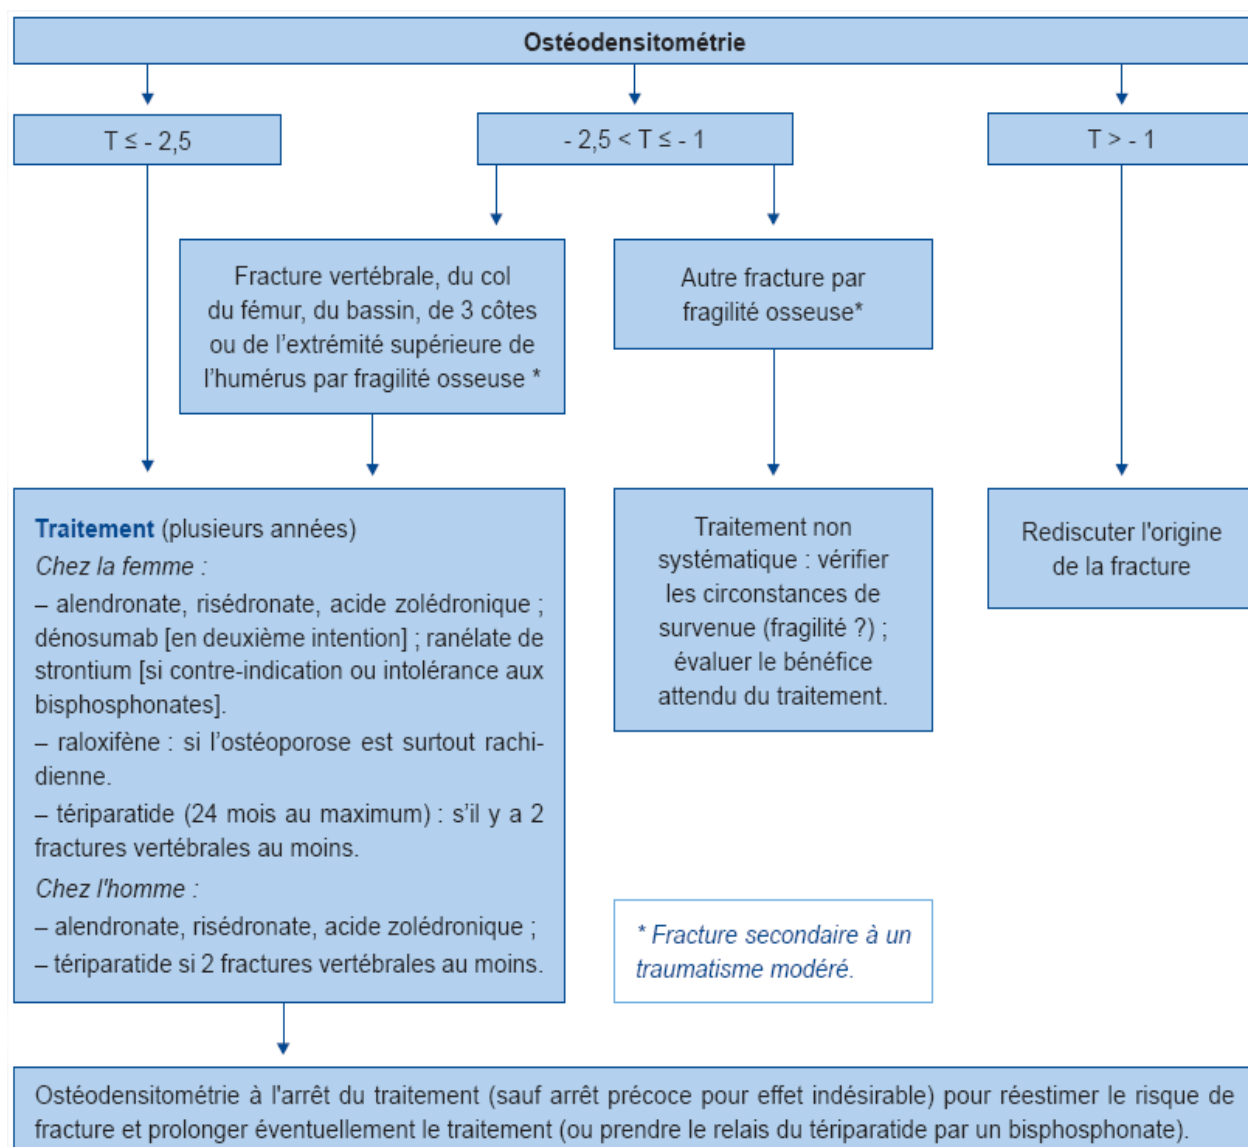 Ostéodensitométrie
T ≤ - 2,5
- 2,5 < T ≤ - 1
T > - 1
Fracture vertébrale, du col
du fémur, du bassin, de 3 côtes
ou de l'extrémité supérieure de
l'humérus par fragilité osseuse *
Autre fracture par
fragilité osseuse*
Traitement (plusieurs années)
Chez la femme :
– alendronate, risédronate, acide zolédronique ;
dénosumab [en deuxième intention] ; ranélate de
strontium [si contre-indication ou intolérance aux
bisphosphonates].
– raloxifène : si l'ostéoporose est surtout rachi-
dienne.
– tériparatide (24 mois au maximum) : s'il y a 2
fractures vertébrales au moins.
Chez l'homme :
– alendronate, risédronate, acide zolédronique ;
– tériparatide si 2 fractures vertébrales au moins.
Traitement non
systématique : vérifier
les circonstances de
survenue (fragilité ?) ;
évaluer le bénéfice
attendu du traitement.
Rediscuter l'origine
de la fracture
* Fracture secondaire à un
traumatisme modéré.
Ostéodensitométrie à l'arrêt du traitement (sauf arrêt précoce pour effet indésirable) pour réestimer le risque de
fracture et prolonger éventuellement le traitement (ou prendre le relais du tériparatide par un bisphosphonate).